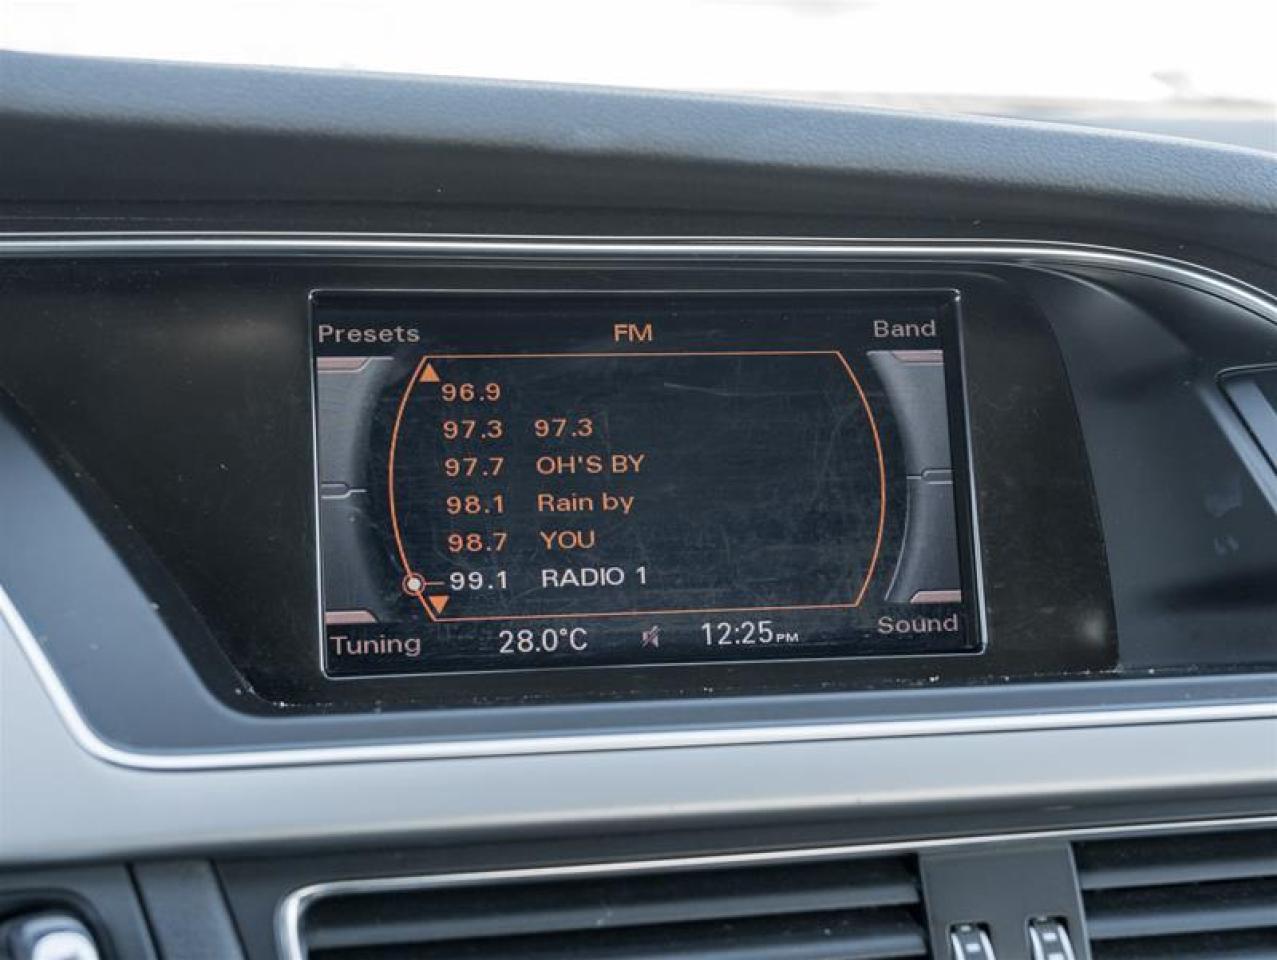 Presets FM Band
96.9
97.3 97.3
97.7 OH'S BY
98.1 Rain by
98.7 YOU
99.1 RADIO 1
Tuning 28.0°C 12:25PM Sound